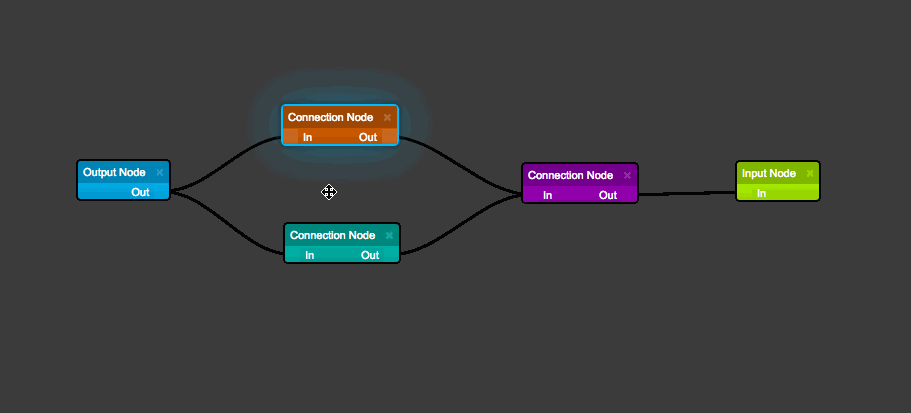 Output Node ×
Out
Connection Node ×
In Out
Connection Node ×
In Out
Connection Node ×
In Out
Input Node ×
In